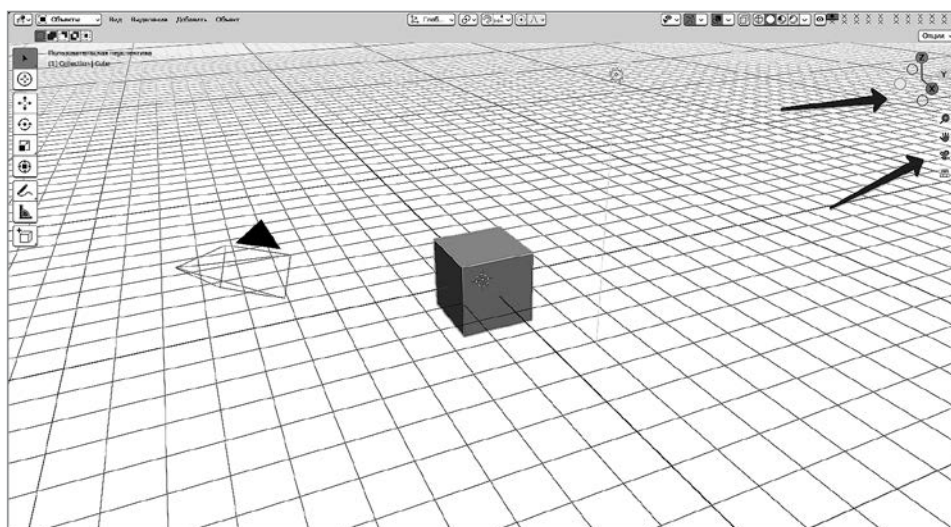 Объекты Вид Выделение Добавить Объект Глоб...
Опции
Пользовательская перспектива
(1) Collection | Cube
Z
Y
X